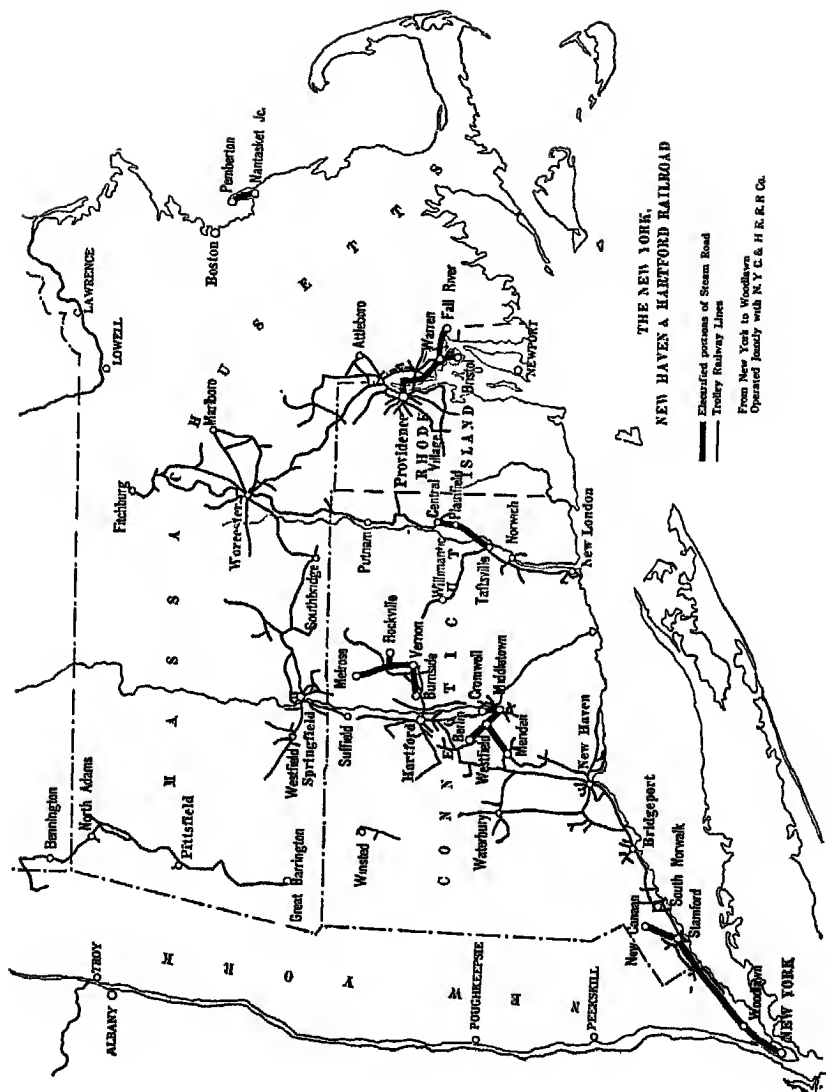 THE NEW YORK,
NEW HAVEN & HARTFORD RAILROAD
Electrified portions of Steam Road
Trolley Railway Lines
From New York to Woodlawn
Operated Jointly with N. Y. C. & H R. R. R Co.
Bennington
North Adams
Pittsfield
Great Barrington
TROY
ALBANY
NEW YORK
POUGHKEEPSIE
PEEKSKILL
MASSACHUSETTS
Fitchburg
LOWELL
LAWRENCE
Marlboro
Boston
Pemberton
Nantasket Jc.
Worcester
Southbridge
Westfield
Springfield
Attleboro
CONNECTICUT
Winsted
Suffield
Melrose
Rockville
Vernon
Burnside
Hartford
Putnam
Central Village
Plainfield
Willimantic
Taftsville
Norwich
New London
Providence
RHODE
ISLAND
Warren
Fall River
Bristol
NEWPORT
Berlin
Cromwell
Middletown
Westfield
Meriden
Waterbury
New Haven
Bridgeport
South Norwalk
Stamford
New Canaan
Woodlawn
NEW YORK